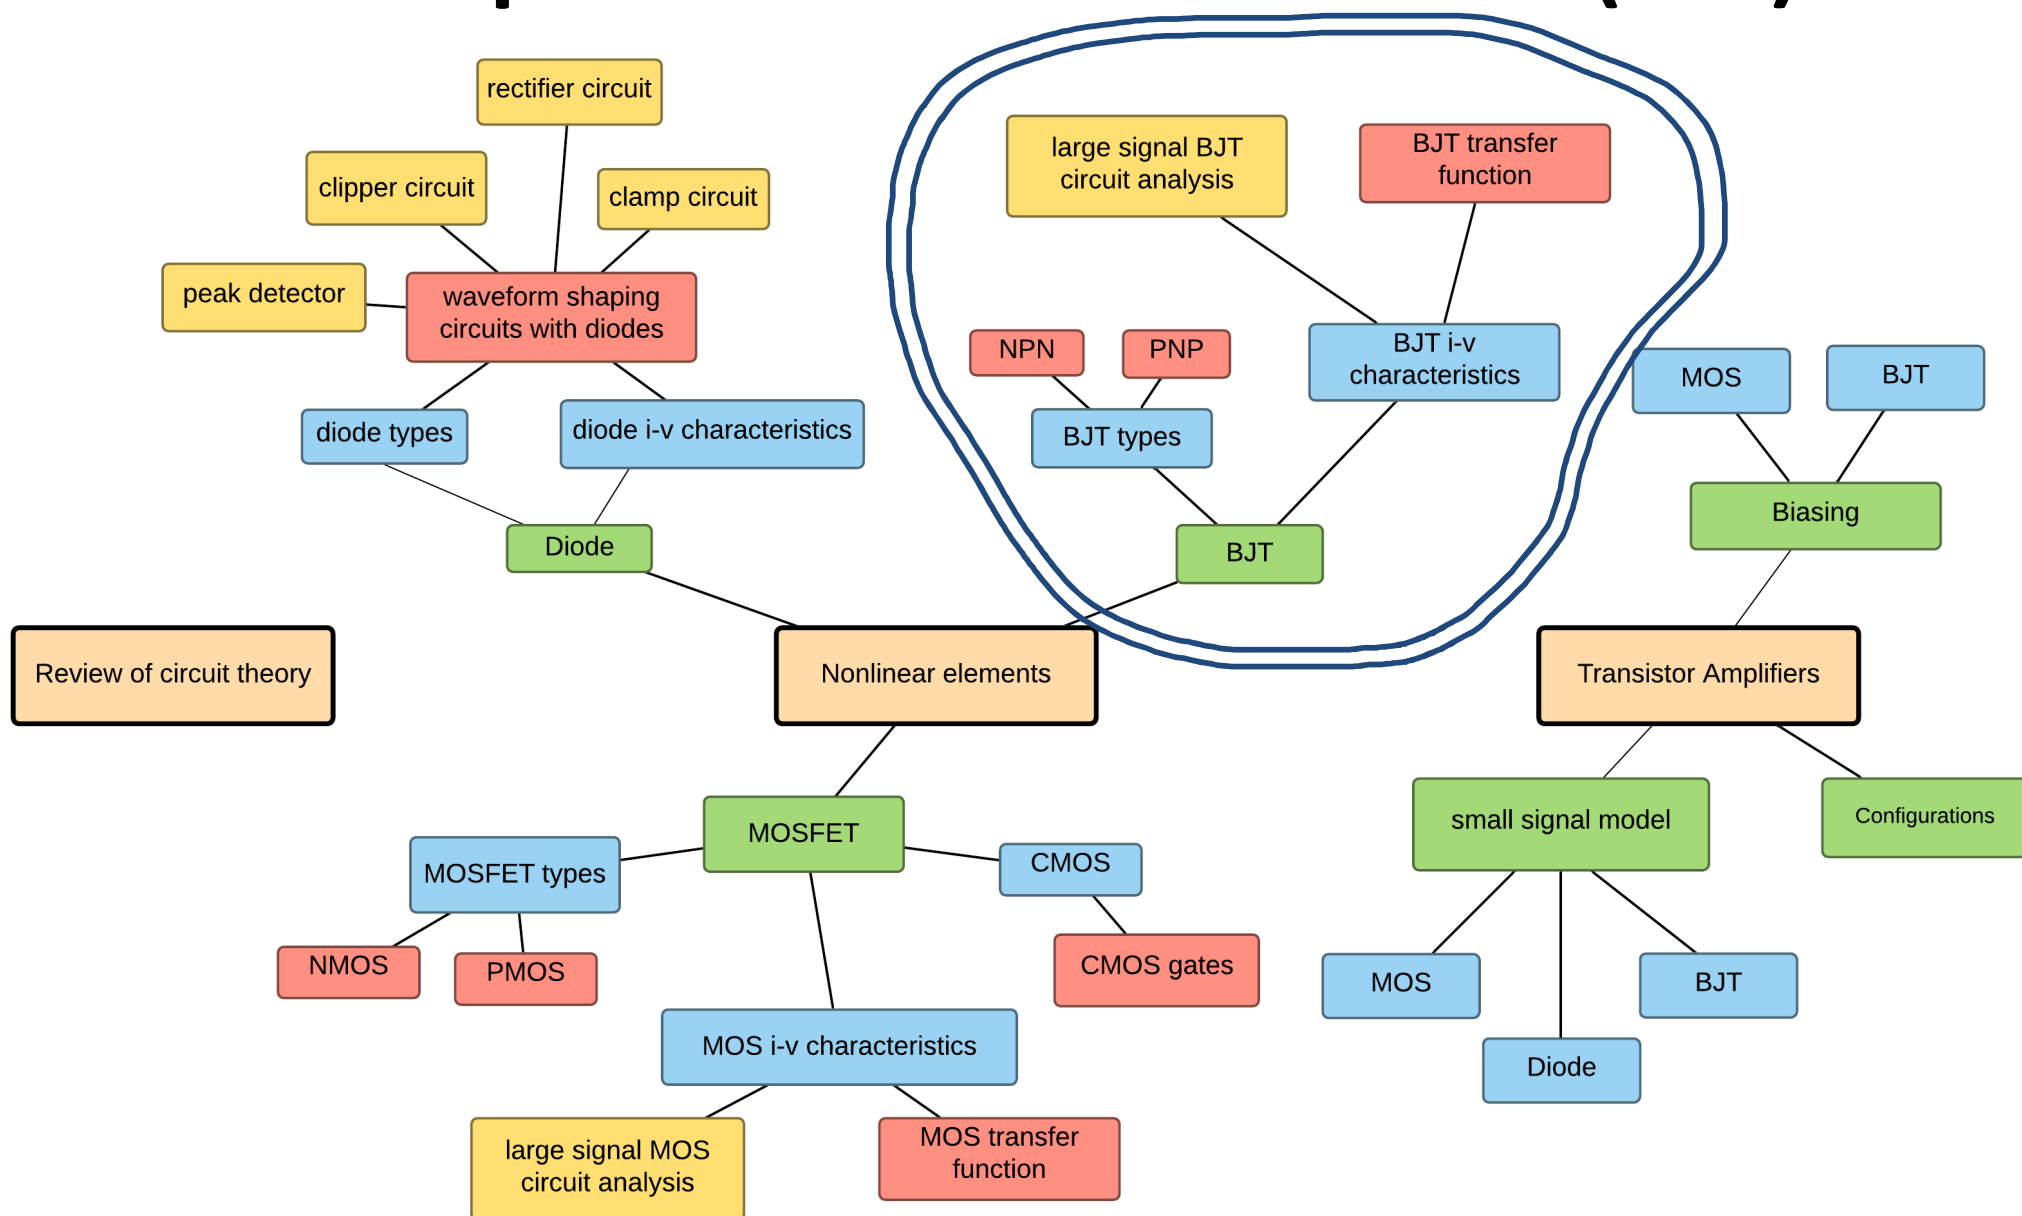 rectifier circuit
clipper circuit
clamp circuit
peak detector
waveform shaping
circuits with diodes
diode types
diode i-v characteristics
Diode
large signal BJT
circuit analysis
BJT transfer
function
NPN
PNP
BJT i-v
characteristics
BJT types
BJT
MOS
BJT
Biasing
Review of circuit theory
Nonlinear elements
Transistor Amplifiers
MOSFET
MOSFET types
CMOS
NMOS
PMOS
CMOS gates
MOS i-v characteristics
large signal MOS
circuit analysis
MOS transfer
function
small signal model
Configurations
MOS
BJT
Diode